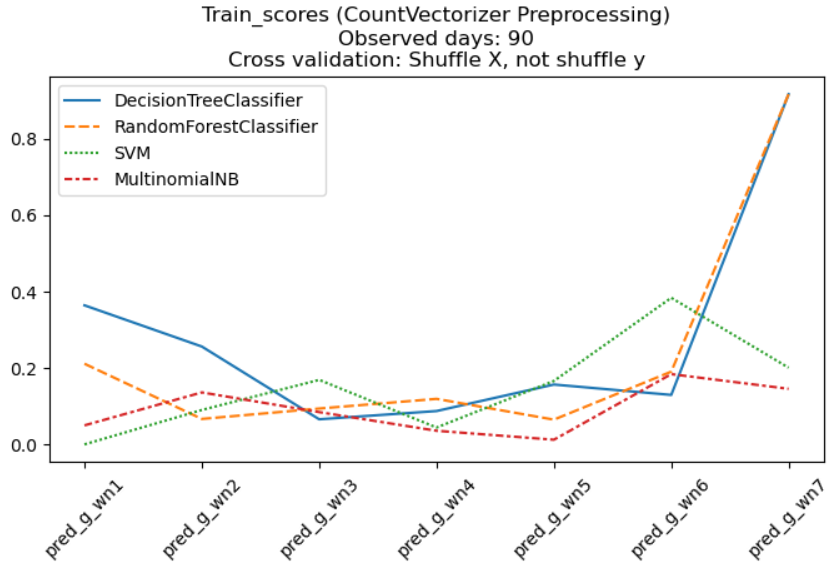 Train_scores (CountVectorizer Preprocessing)
Observed days: 90
Cross validation: Shuffle X, not shuffle y
DecisionTreeClassifier
RandomForestClassifier
SVM
MultinomialNB
0.8
0.6
0.4
0.2
0.0
pred_g_wn1
pred_g_wn2
pred_g_wn3
pred_g_wn4
pred_g_wn5
pred_g_wn6
pred_g_wn7